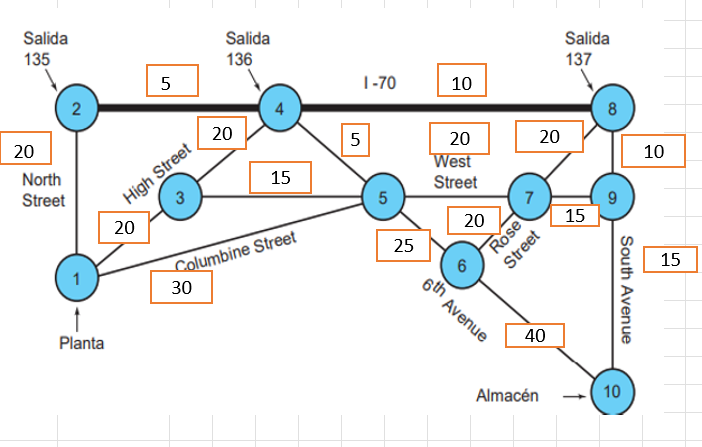 Salida
135
Salida
136
Salida
137
5
I -70
10
2
4
8
20
20
5
20
20
10
North
Street
High Street
15
West
Street
3
5
7
9
20
20
15
Rose
Street
25
Columbine Street
30
1
6
6th Avenue
South Avenue
15
Planta
40
Almacén
10